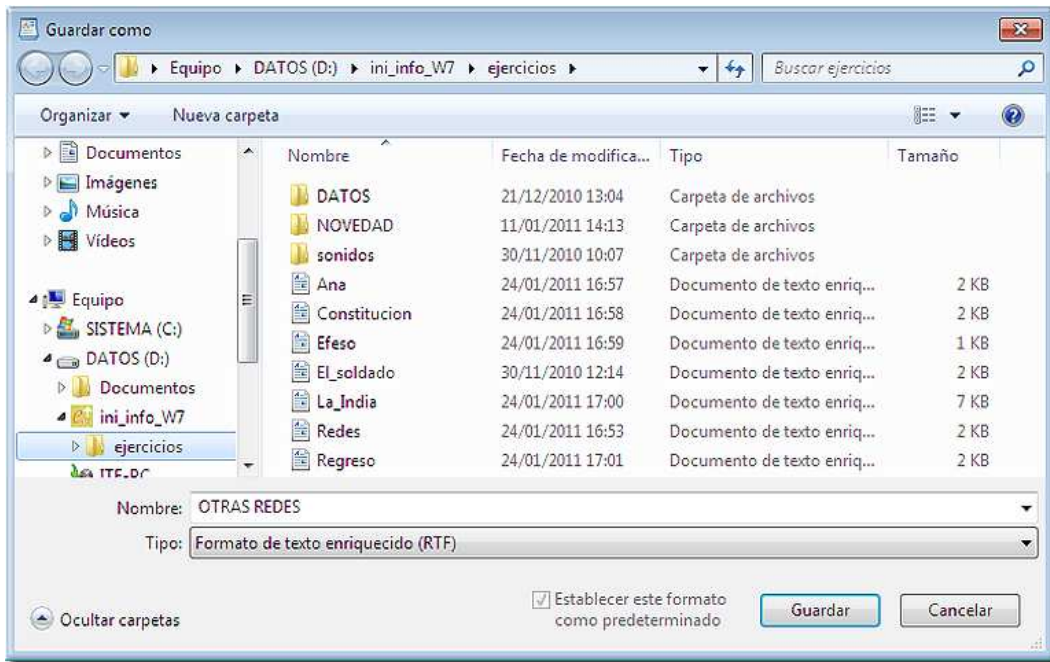 Guardar como
Equipo ▸ DATOS (D:) ▸ ini_info_W7 ▸ ejercicios ▸
Buscar ejercicios
Organizar Nueva carpeta
Documentos
Imágenes
Música
Vídeos
Equipo
SISTEMA (C:)
DATOS (D:)
Documentos
ini_info_W7
ejercicios
ITE-PC
Nombre Fecha de modifica... Tipo Tamaño
DATOS 21/12/2010 13:04 Carpeta de archivos
NOVEDAD 11/01/2011 14:13 Carpeta de archivos
sonidos 30/11/2010 10:07 Carpeta de archivos
Ana 24/01/2011 16:57 Documento de texto enriq... 2 KB
Constitucion 24/01/2011 16:58 Documento de texto enriq... 2 KB
Efeso 24/01/2011 16:59 Documento de texto enriq... 1 KB
El_soldado 30/11/2010 12:14 Documento de texto enriq... 2 KB
La_India 24/01/2011 17:00 Documento de texto enriq... 7 KB
Redes 24/01/2011 16:53 Documento de texto enriq... 2 KB
Regreso 24/01/2011 17:01 Documento de texto enriq... 2 KB
Nombre: OTRAS REDES
Tipo: Formato de texto enriquecido (RTF)
Ocultar carpetas
Establecer este formato
como predeterminado
Guardar
Cancelar